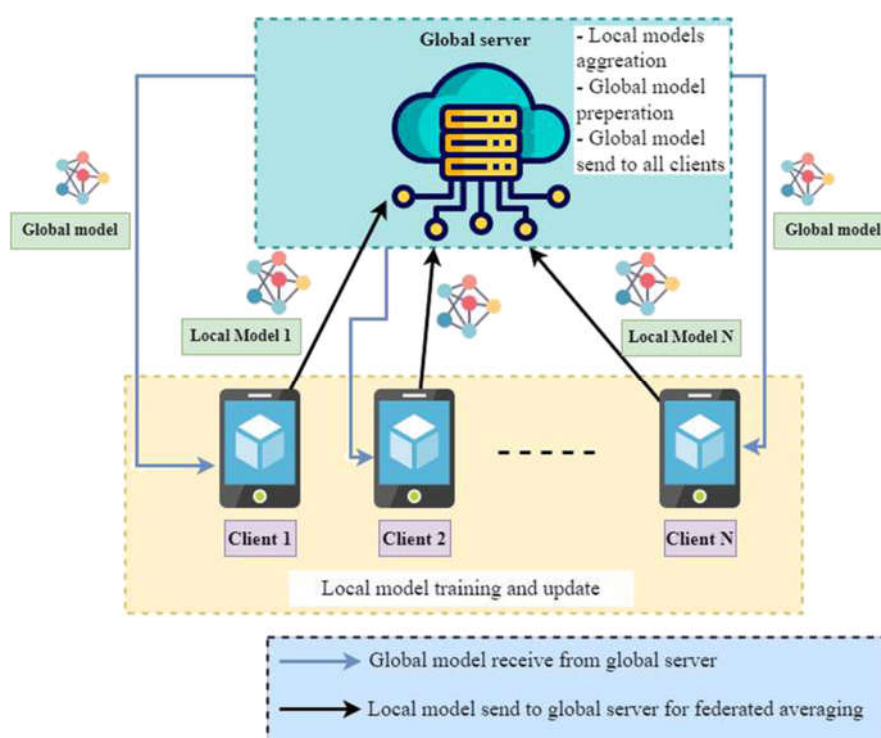 Global server
- Local models
aggreation
- Global model
preperation
- Global model
send to all clients
Global model
Global model
Local Model 1
Local Model N
Client 1
Client 2
Client N
Local model training and update
Global model receive from global server
Local model send to global server for federated averaging